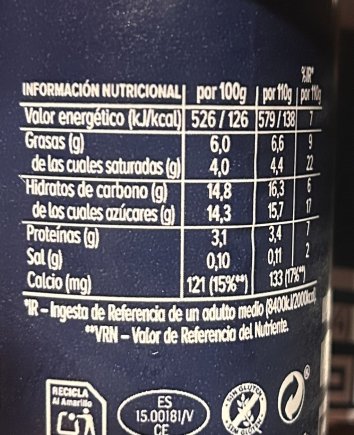 %IR*
INFORMACIÓN NUTRICIONAL por 100g por 110g por 110g
Valor energético (kJ/kcal) 526 / 126 579 / 138 7
Grasas (g) 6,0 6,6 9
de las cuales saturadas (g) 4,0 4,4 22
Hidratos de carbono (g) 14,8 16,3 6
de los cuales azúcares (g) 14,3 15,7 17
Proteínas (g) 3,1 3,4 7
Sal (g) 0,10 0,11 2
Calcio (mg) 121 (15%**) 133 (17%**)
*IR – Ingesta de Referencia de un adulto medio (8400kJ/2000kcal).
**VRN – Valor de Referencia del Nutriente.
RECICLA
Al Amarillo
ES
15.00181/V
CE
SIN GLUTEN
SIN GLUTEN